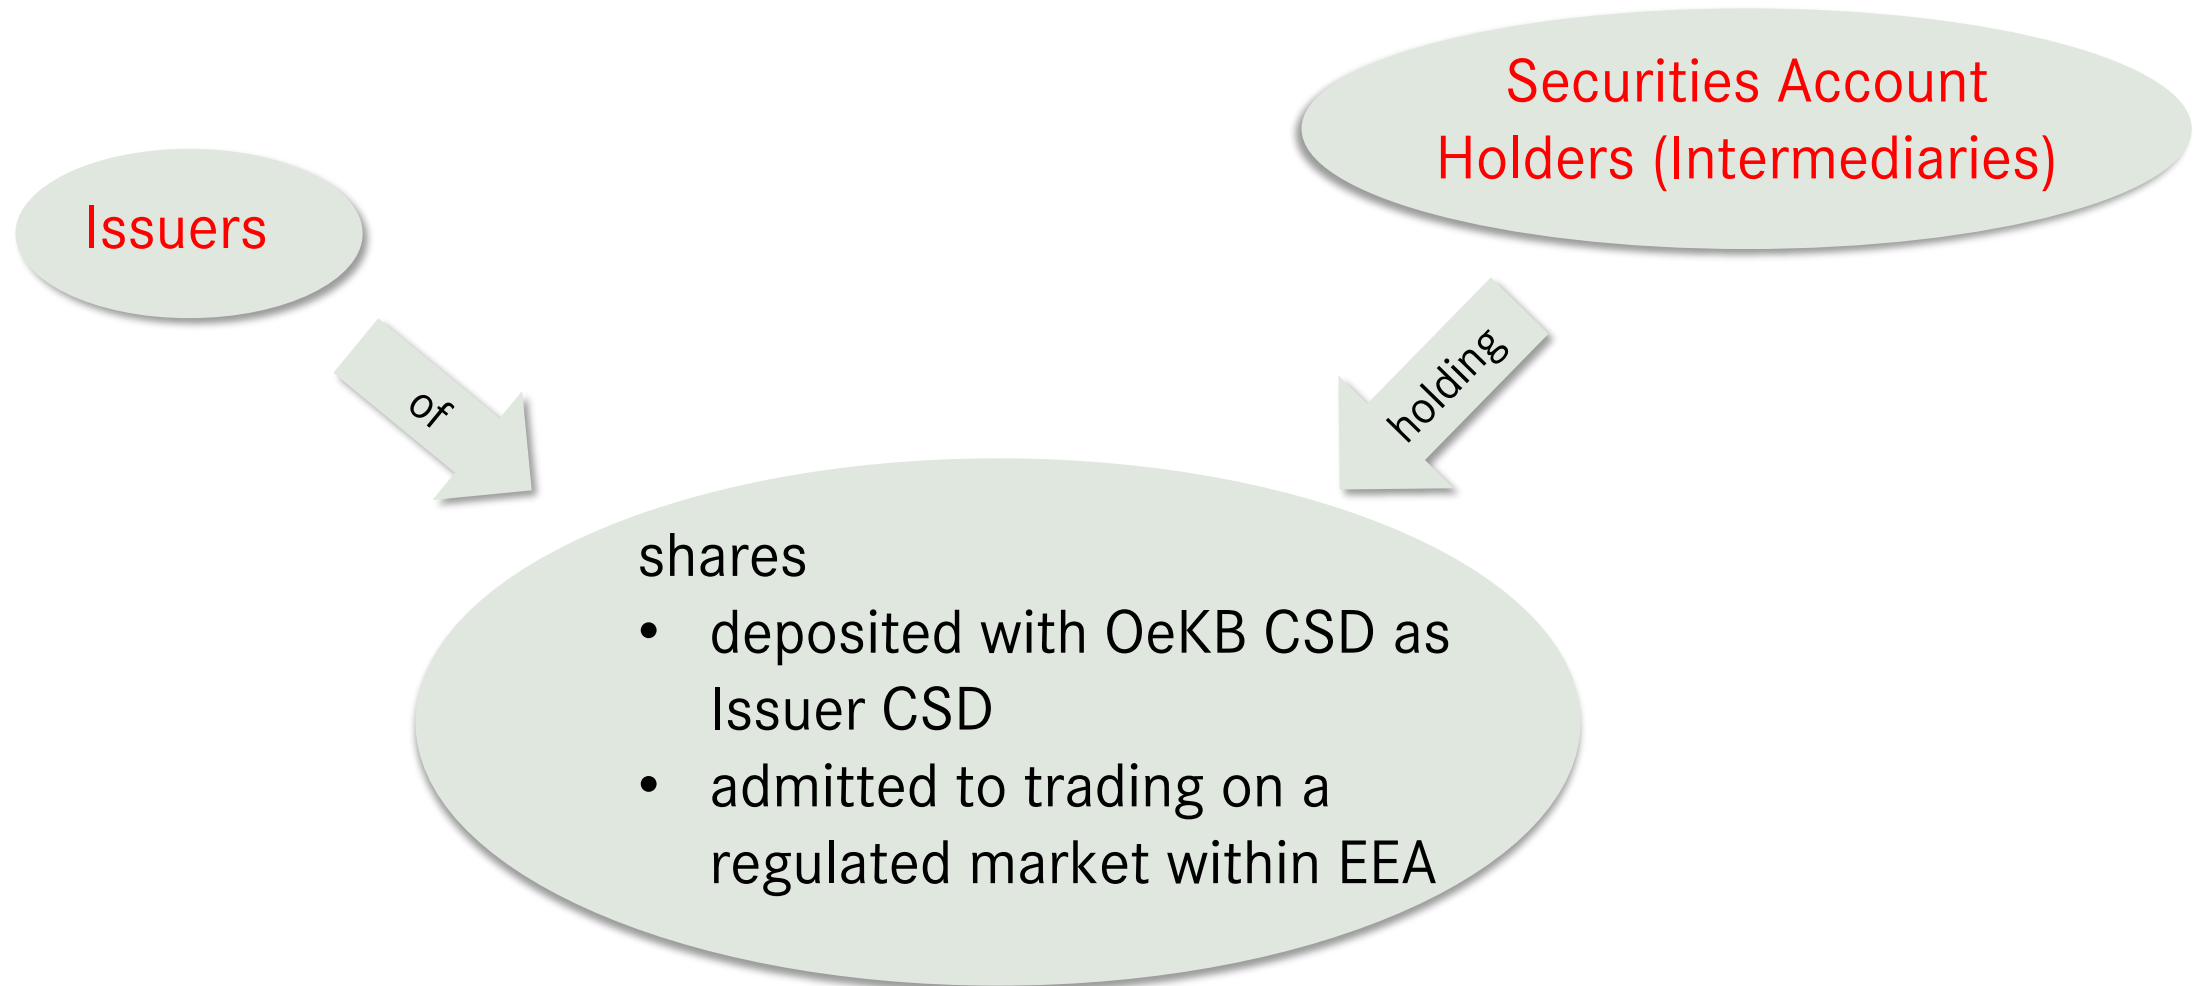 Securities Account
Holders (Intermediaries)
Issuers
of
holding
shares
• deposited with OeKB CSD as
Issuer CSD
• admitted to trading on a
regulated market within EEA